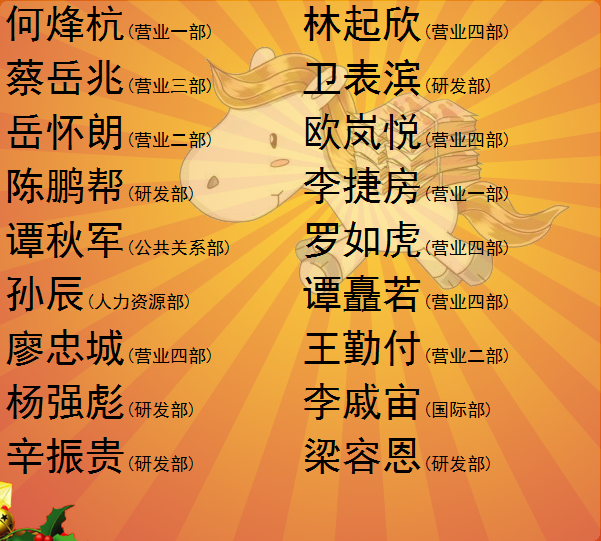 何烽杭(营业一部) 林起欣(营业四部)
蔡岳兆(营业三部) 卫表滨(研发部)
岳怀朗(营业二部) 欧岚悦(营业四部)
陈鹏帮(研发部) 李捷房(营业一部)
谭秋军(公共关系部) 罗如虎(营业四部)
孙辰(人力资源部) 谭矗若(营业四部)
廖忠城(营业四部) 王勤付(营业二部)
杨强彪(研发部) 李戚宙(国际部)
辛振贵(研发部) 梁容恩(研发部)